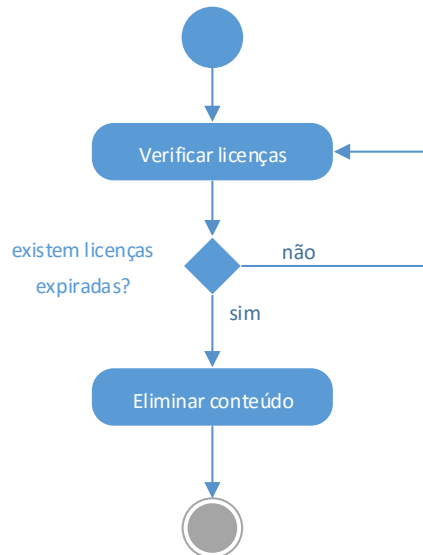 Verificar licenças
existem licenças
expiradas?
não
sim
Eliminar conteúdo